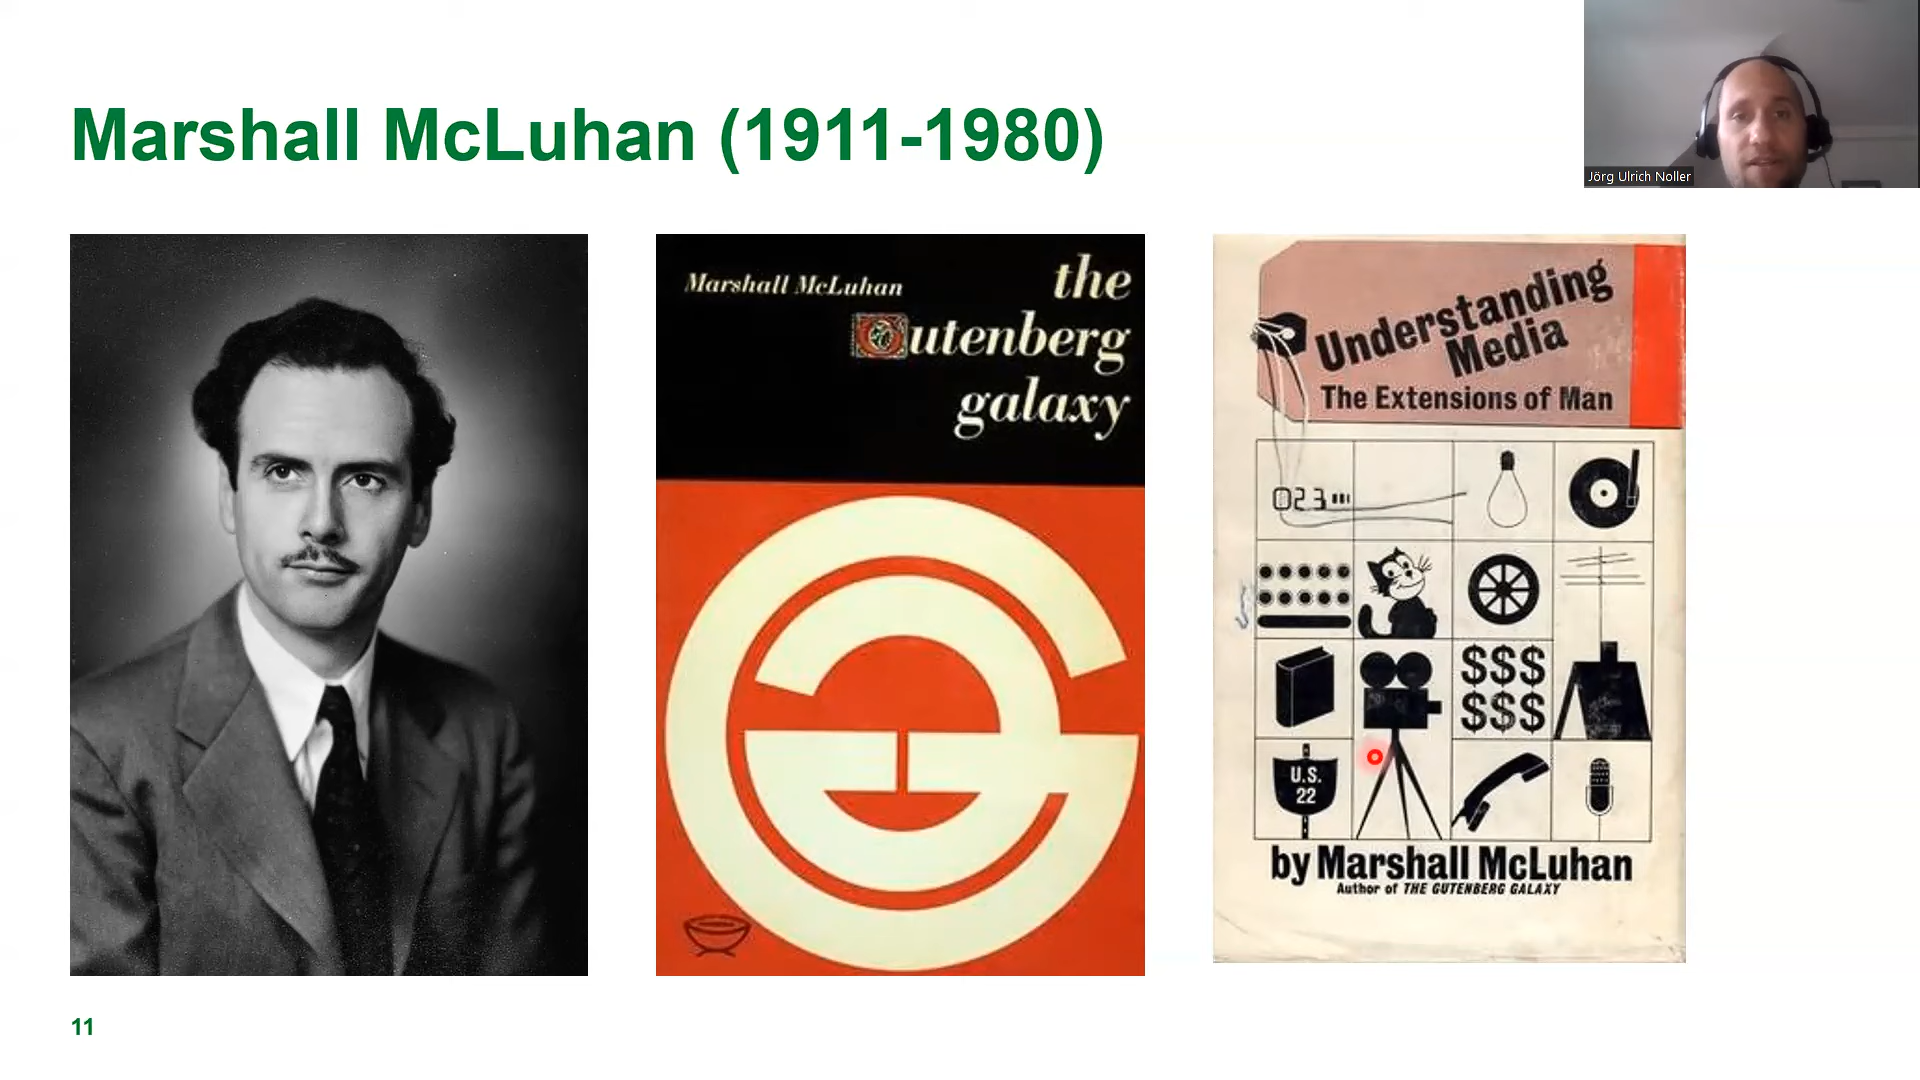 Marshall McLuhan (1911-1980)
Jörg Ulrich Noller
Marshall McLuhan
the
Gutenberg
galaxy
Understanding
Media
The Extensions of Man
023
$$$
$$$
U.S.
22
by Marshall McLuhan
Author of THE GUTENBERG GALAXY
11